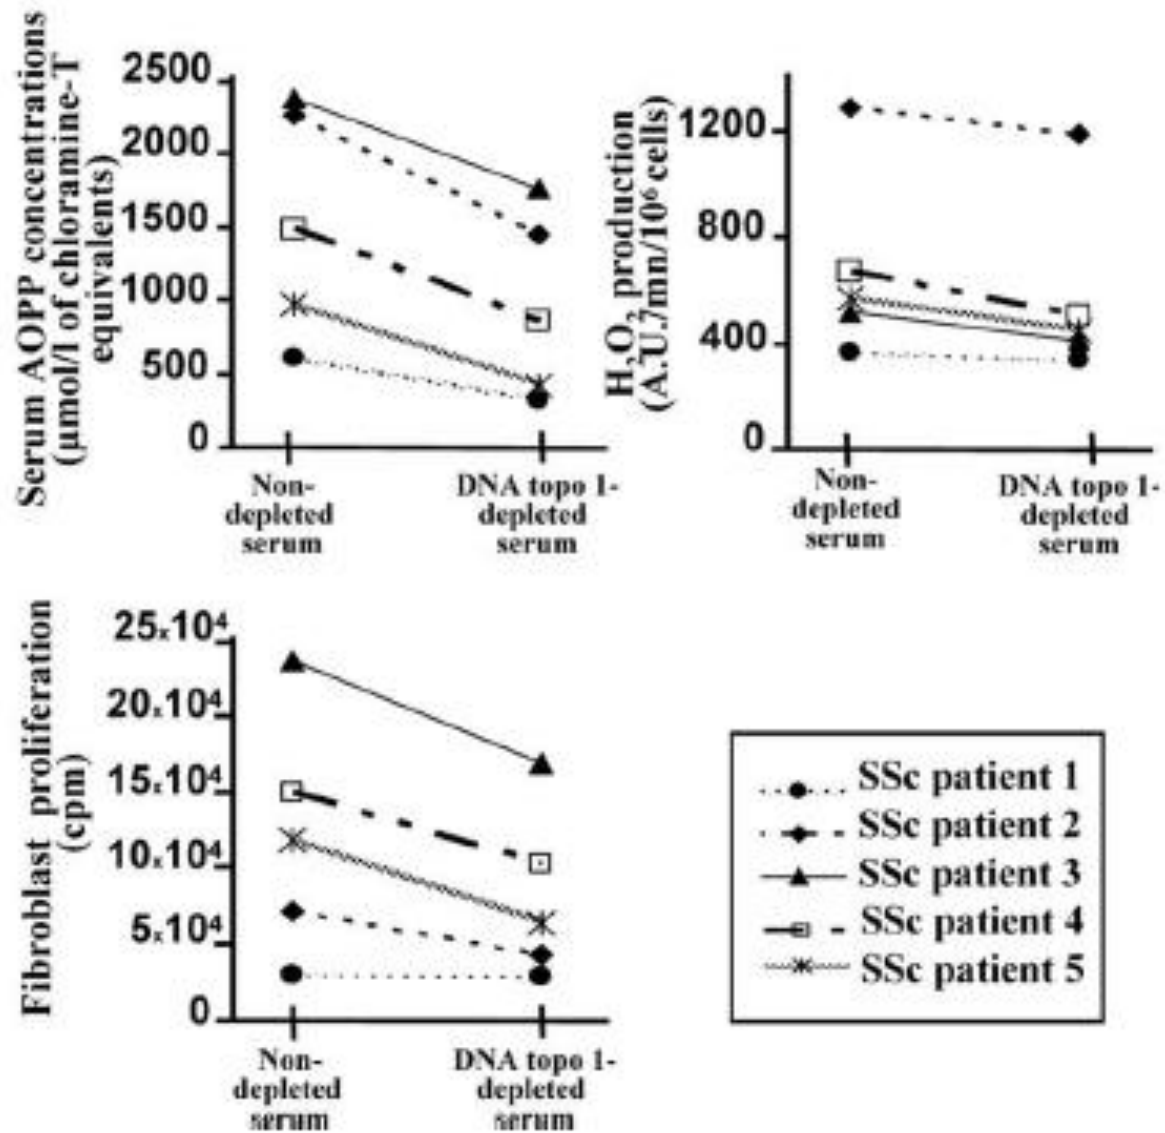 Serum AOPP concentrations
(µmol/l of chloramine-T
equivalents)
2500
2000
1500
1000
500
0
Non-
depleted
serum
DNA topo 1-
depleted
serum
H2O2 production
(A.U./mn/10⁶ cells)
1200
800
400
0
Non-
depleted
serum
DNA topo 1-
depleted
serum
Fibroblast proliferation
(cpm)
25x10⁴
20x10⁴
15x10⁴
10x10⁴
5x10⁴
0
Non-
depleted
serum
DNA topo 1-
depleted
serum
SSc patient 1
SSc patient 2
SSc patient 3
SSc patient 4
SSc patient 5